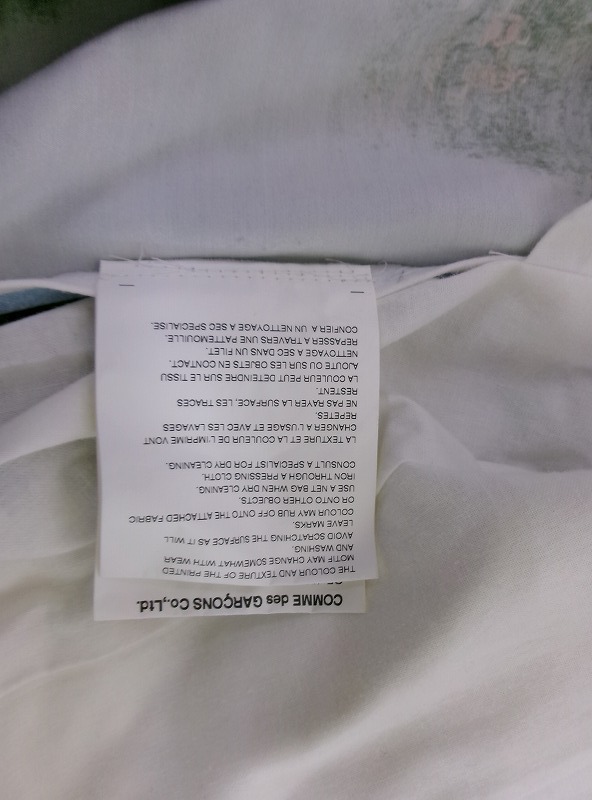 THE COLOUR AND TEXTURE OF THE PRINTED
MOTIF MAY CHANGE SOMEWHAT WITH WEAR
AND WASHING.
AVOID SCRATCHING THE SURFACE AS IT WILL
LEAVE MARKS.
COLOUR MAY RUB OFF ONTO THE ATTACHED FABRIC
OR ONTO OTHER OBJECTS.
USE A NET BAG WHEN DRY CLEANING.
IRON THROUGH A PRESSING CLOTH.
CONSULT A SPECIALIST FOR DRY CLEANING.
LA TEXTURE ET LA COULEUR DE L'IMPRIME VONT
CHANGER A L'USAGE ET AVEC LES LAVAGES
REPETES.
NE PAS RAYER LA SURFACE, LES TRACES
RESTENT.
LA COULEUR PEUT DETEINDRE SUR LE TISSU
AJOUTE OU SUR LES OBJETS EN CONTACT.
NETTOYAGE A SEC DANS UN FILET.
REPASSER A TRAVERS UNE PATTEMOUILLE.
CONFIER A UN NETTOYAGE A SEC SPECIALISE.
COMME des GARÇONS Co.,Ltd.